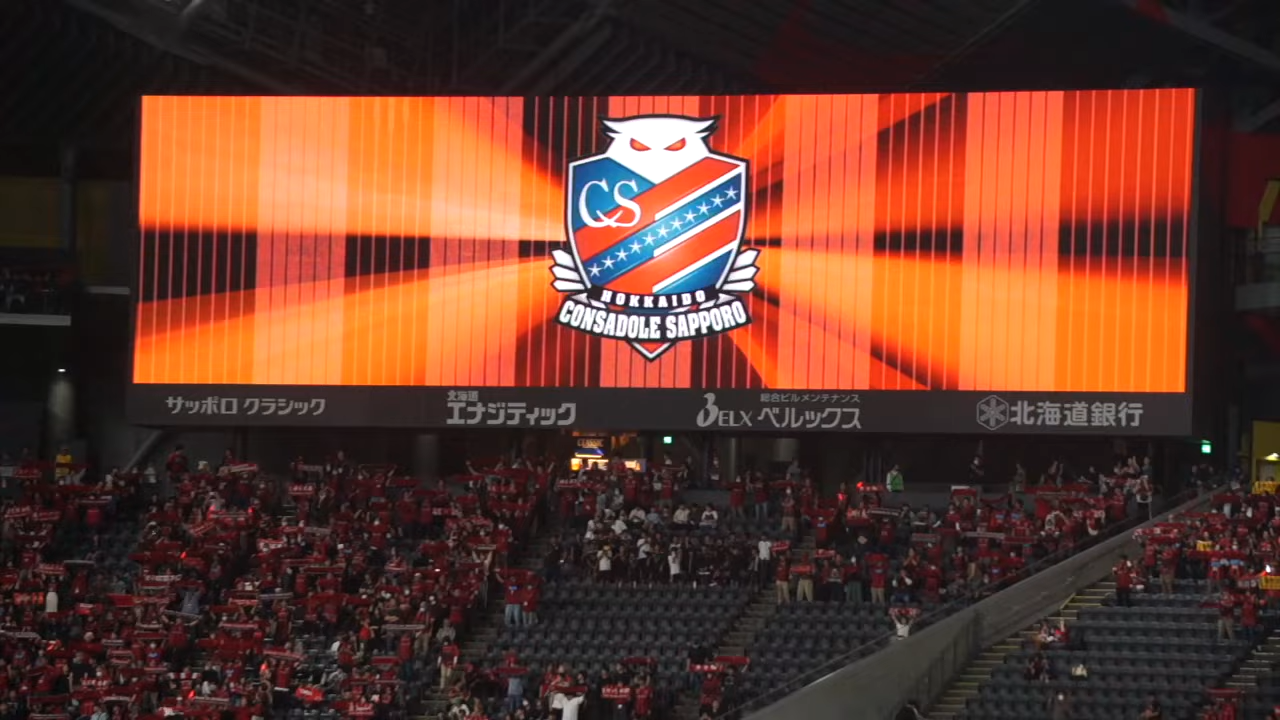 CS
HOKKAIDO
CONSADOLE SAPPORO
サッポロ クラシック
北海道
エナジティック
BELX
総合ビルメンテナンス
ベルックス
北海道銀行
CLASSIC